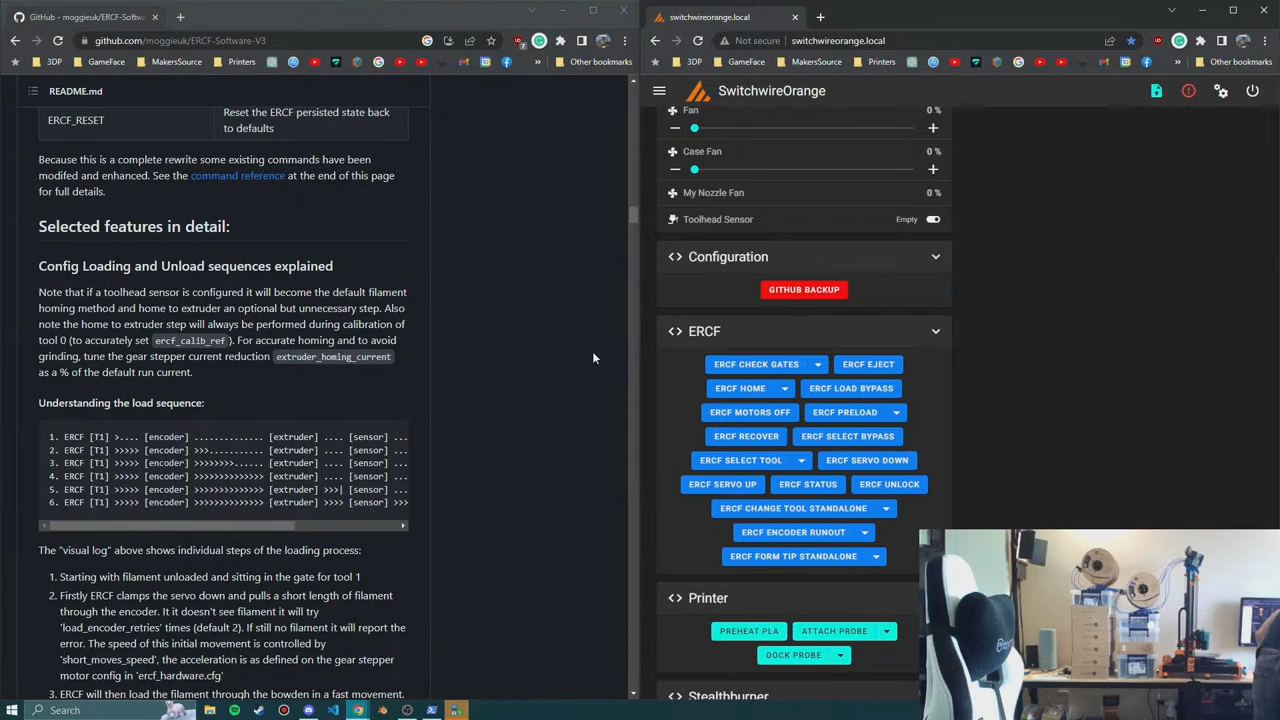 GitHub - moggieuk/ERCF-Softw
github.com/moggieuk/ERCF-Software-V3
3DP
GameFace
MakersSource
Printers
Other bookmarks
README.md
ERCF_RESET
Reset the ERCF persisted state back
to defaults
Because this is a complete rewrite some existing commands have been
modifed and enhanced. See the command reference at the end of this page
for full details.
Selected features in detail:
Config Loading and Unload sequences explained
Note that if a toolhead sensor is configured it will become the default filament
homing method and home to extruder an optional but unnecessary step. Also
note the home to extruder step will always be performed during calibration of
tool 0 (to accurately set ercf_calib_ref). For accurate homing and to avoid
grinding, tune the gear stepper current reduction extruder_homing_current
as a % of the default run current.
Understanding the load sequence:
1. ERCF [T1] >.... [encoder] .............. [extruder] .... [sensor] ...
2. ERCF [T1] >>>>> [encoder] >>>........... [extruder] .... [sensor] ...
3. ERCF [T1] >>>>> [encoder] >>>>>>>>...... [extruder] .... [sensor] ...
4. ERCF [T1] >>>>> [encoder] >>>>>>>>>>>>>> [extruder] .... [sensor] ...
5. ERCF [T1] >>>>> [encoder] >>>>>>>>>>>>>> [extruder] >>>| [sensor] ...
6. ERCF [T1] >>>>> [encoder] >>>>>>>>>>>>>> [extruder] >>>> [sensor] >>>
The "visual log" above shows individual steps of the loading process:
1. Starting with filament unloaded and sitting in the gate for tool 1
2. Firstly ERCF clamps the servo down and pulls a short length of filament
through the encoder. It it doesn't see filament it will try
'load_encoder_retries' times (default 2). If still no filament it will report the
error. The speed of this initial movement is controlled by
'short_moves_speed', the acceleration is as defined on the gear stepper
motor config in 'ercf_hardware.cfg'
3. ERCF will then load the filament through the bowden in a fast movement.
Search
switchwireorange.local
Not secure
switchwireorange.local
3DP
GameFace
MakersSource
Printers
Other bookmarks
SwitchwireOrange
Fan
0 %
Case Fan
0 %
My Nozzle Fan
0 %
Toolhead Sensor
Empty
Configuration
GITHUB BACKUP
ERCF
ERCF CHECK GATES
ERCF EJECT
ERCF HOME
ERCF LOAD BYPASS
ERCF MOTORS OFF
ERCF PRELOAD
ERCF RECOVER
ERCF SELECT BYPASS
ERCF SELECT TOOL
ERCF SERVO DOWN
ERCF SERVO UP
ERCF STATUS
ERCF UNLOCK
ERCF CHANGE TOOL STANDALONE
ERCF ENCODER RUNOUT
ERCF FORM TIP STANDALONE
Printer
PREHEAT PLA
ATTACH PROBE
DOCK PROBE
Stealthburner